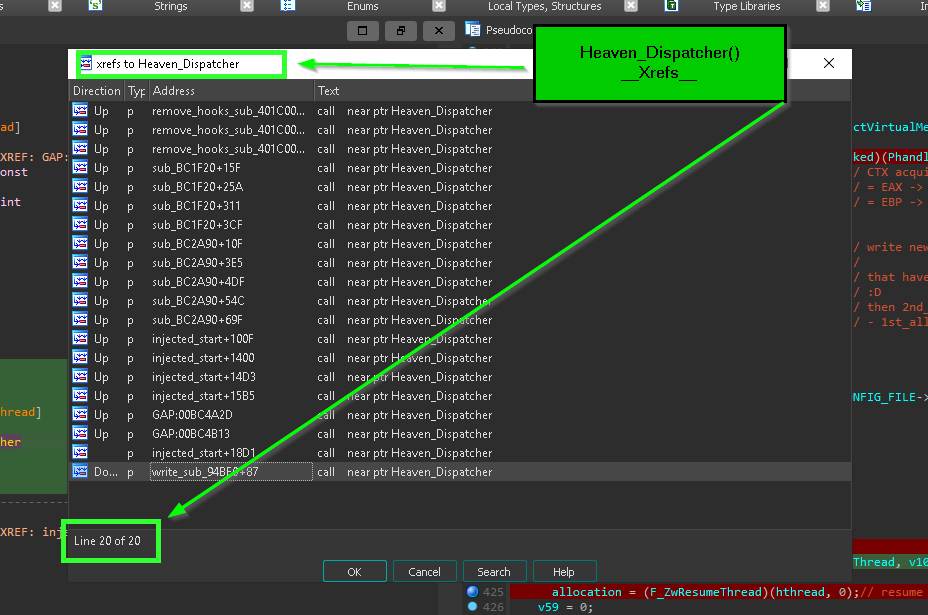 s Strings Enums Local Types, Structures Type Libraries
Pseudoco
xrefs to Heaven_Dispatcher
Heaven_Dispatcher()
__Xrefs__
Direction Typ Address Text
Up p remove_hooks_sub_401C00... call near ptr Heaven_Dispatcher
Up p remove_hooks_sub_401C00... call near ptr Heaven_Dispatcher
Up p remove_hooks_sub_401C00... call near ptr Heaven_Dispatcher
Up p sub_BC1F20+15F call near ptr Heaven_Dispatcher
Up p sub_BC1F20+25A call near ptr Heaven_Dispatcher
Up p sub_BC1F20+311 call near ptr Heaven_Dispatcher
Up p sub_BC1F20+3CF call near ptr Heaven_Dispatcher
Up p sub_BC2A90+10F call near ptr Heaven_Dispatcher
Up p sub_BC2A90+3E5 call near ptr Heaven_Dispatcher
Up p sub_BC2A90+4DF call near ptr Heaven_Dispatcher
Up p sub_BC2A90+54C call near ptr Heaven_Dispatcher
Up p sub_BC2A90+69F call near ptr Heaven_Dispatcher
Up p injected_start+100F call near ptr Heaven_Dispatcher
Up p injected_start+1400 call near ptr Heaven_Dispatcher
Up p injected_start+14D3 call near ptr Heaven_Dispatcher
Up p injected_start+15B5 call near ptr Heaven_Dispatcher
Up p GAP:00BC4A2D call near ptr Heaven_Dispatcher
Up p GAP:00BC4B13 call near ptr Heaven_Dispatcher
p injected_start+18D1 call near ptr Heaven_Dispatcher
Do... p write_sub_94BE0+87 call near ptr Heaven_Dispatcher
Line 20 of 20
OK Cancel Search Help
ad]
XREF: GAP:
onst
int
hread]
her
XREF: inj
ctVirtualMe
ked)(Phandl
/ CTX acqui
/ = EAX ->
/ = EBP ->
/ write new
/
/ that have
/ :D
/ then 2nd_
/ - 1st_all
NFIG_FILE->
Thread, v10
425 allocation = (F_ZwResumeThread)(hthread, 0);// resume
426 v59 = 0;